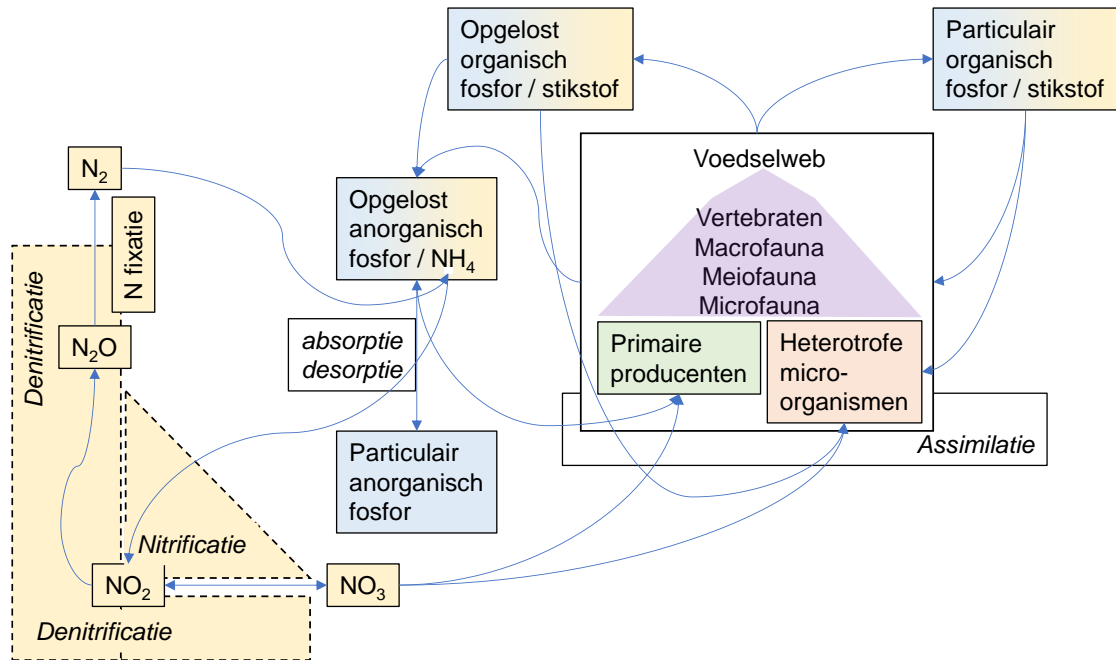 Opgelost
organisch
fosfor / stikstof
Particulair
organisch
fosfor / stikstof
Voedselweb
N₂
Opgelost
anorganisch
fosfor / NH₄
Vertebraten
Macrofauna
Meiofauna
Microfauna
N fixatie
Denitrificatie
N₂O
absorptie
desorptie
Primaire
producenten
Heterotrofe
micro-
organismen
Assimilatie
Particulair
anorganisch
fosfor
Nitrificatie
NO₂
NO₃
Denitrificatie